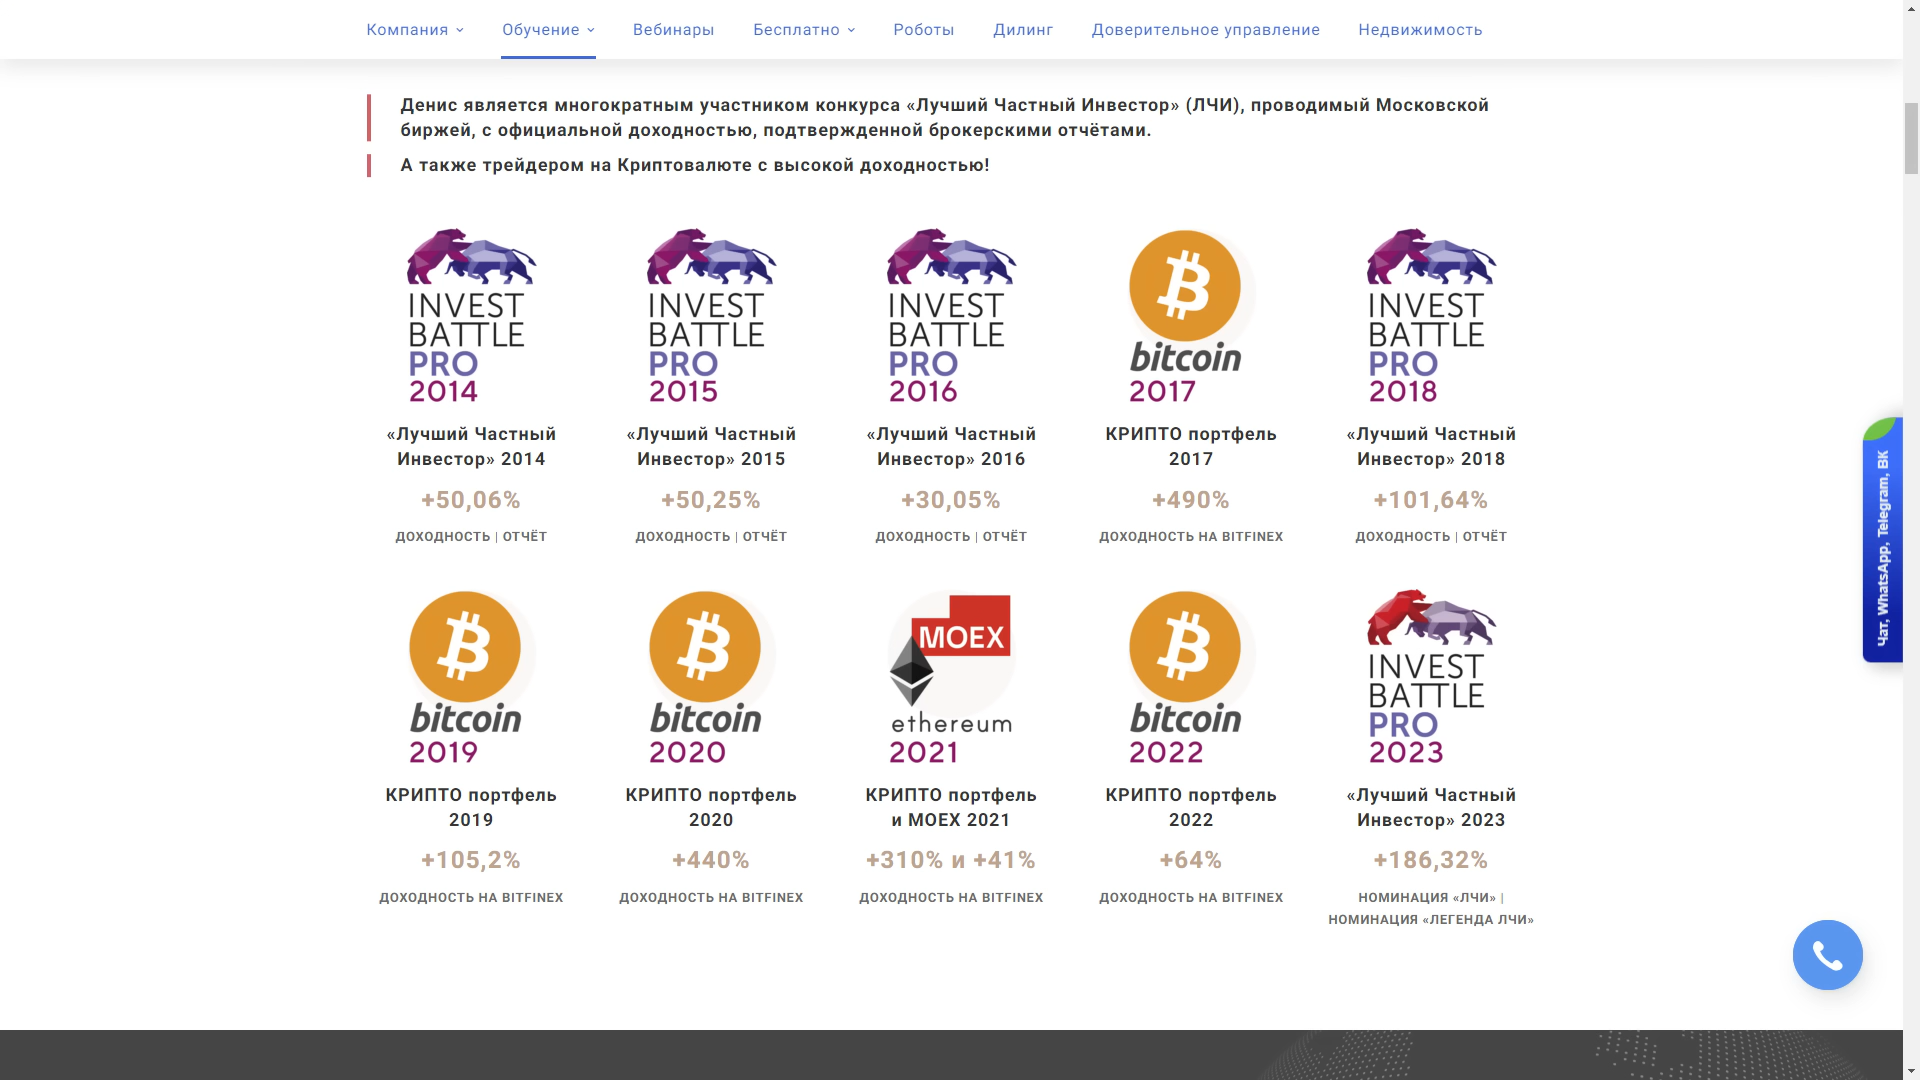 Компания Обучение Вебинары Бесплатно Роботы Дилинг Доверительное управление Недвижимость
Денис является многократным участником конкурса «Лучший Частный Инвестор» (ЛЧИ), проводимый Московской
биржей, с официальной доходностью, подтвержденной брокерскими отчётами.
А также трейдером на Криптовалюте с высокой доходностью!
INVEST
BATTLE
PRO
2014
«Лучший Частный
Инвестор» 2014
+50,06%
ДОХОДНОСТЬ | ОТЧЁТ
INVEST
BATTLE
PRO
2015
«Лучший Частный
Инвестор» 2015
+50,25%
ДОХОДНОСТЬ | ОТЧЁТ
INVEST
BATTLE
PRO
2016
«Лучший Частный
Инвестор» 2016
+30,05%
ДОХОДНОСТЬ | ОТЧЁТ
bitcoin
2017
КРИПТО портфель
2017
+490%
ДОХОДНОСТЬ НА BITFINEX
INVEST
BATTLE
PRO
2018
«Лучший Частный
Инвестор» 2018
+101,64%
ДОХОДНОСТЬ | ОТЧЁТ
bitcoin
2019
КРИПТО портфель
2019
+105,2%
ДОХОДНОСТЬ НА BITFINEX
bitcoin
2020
КРИПТО портфель
2020
+440%
ДОХОДНОСТЬ НА BITFINEX
MOEX
ethereum
2021
КРИПТО портфель
и MOEX 2021
+310% и +41%
ДОХОДНОСТЬ НА BITFINEX
bitcoin
2022
КРИПТО портфель
2022
+64%
ДОХОДНОСТЬ НА BITFINEX
INVEST
BATTLE
PRO
2023
«Лучший Частный
Инвестор» 2023
+186,32%
НОМИНАЦИЯ «ЛЧИ» |
НОМИНАЦИЯ «ЛЕГЕНДА ЛЧИ»
Чат, WhatsApp, Telegram, ВК